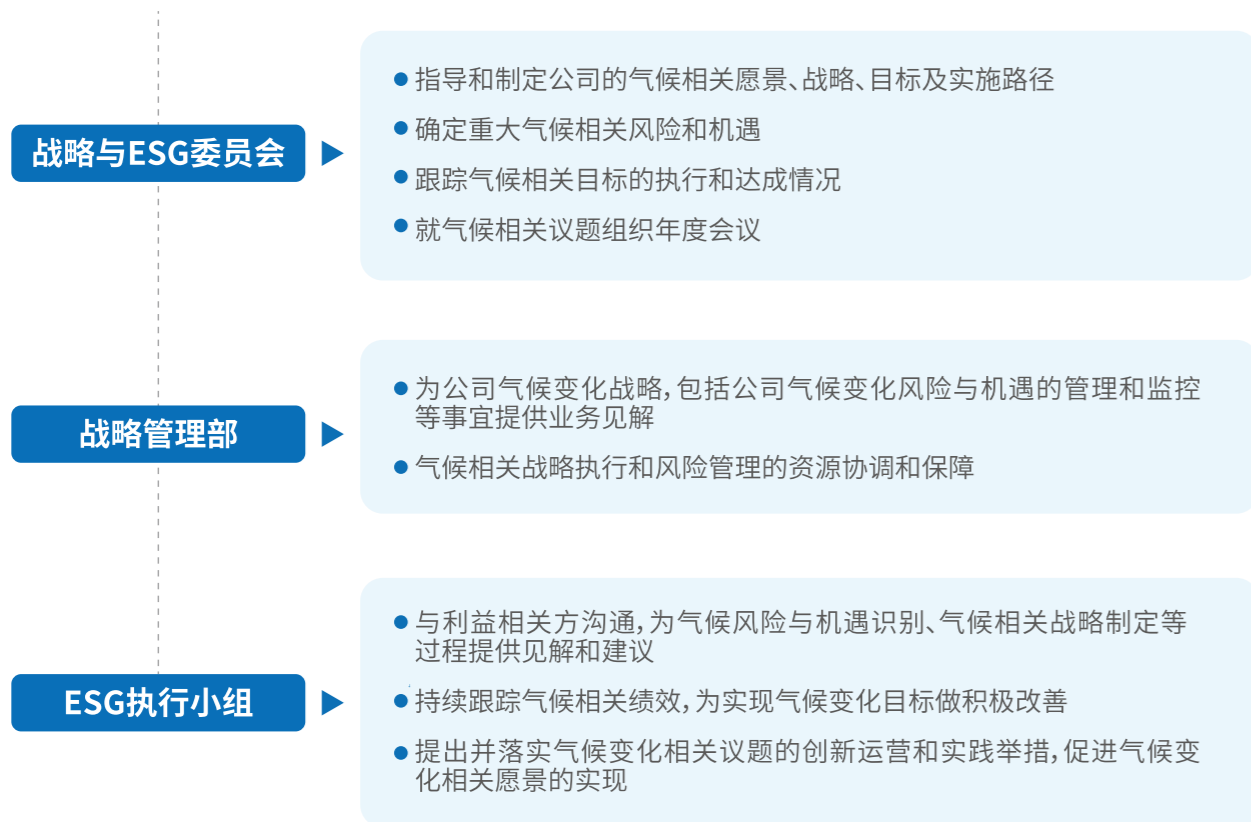 战略与ESG委员会
●指导和制定公司的气候相关愿景、战略、目标及实施路径
●确定重大气候相关风险和机遇
●跟踪气候相关目标的执行和达成情况
●就气候相关议题组织年度会议
战略管理部
●为公司气候变化战略,包括公司气候变化风险与机遇的管理和监控
等事宜提供业务见解
●气候相关战略执行和风险管理的资源协调和保障
ESG执行小组
●与利益相关方沟通,为气候风险与机遇识别、气候相关战略制定等
过程提供见解和建议
●持续跟踪气候相关绩效,为实现气候变化目标做积极改善
●提出并落实气候变化相关议题的创新运营和实践举措,促进气候变
化相关愿景的实现